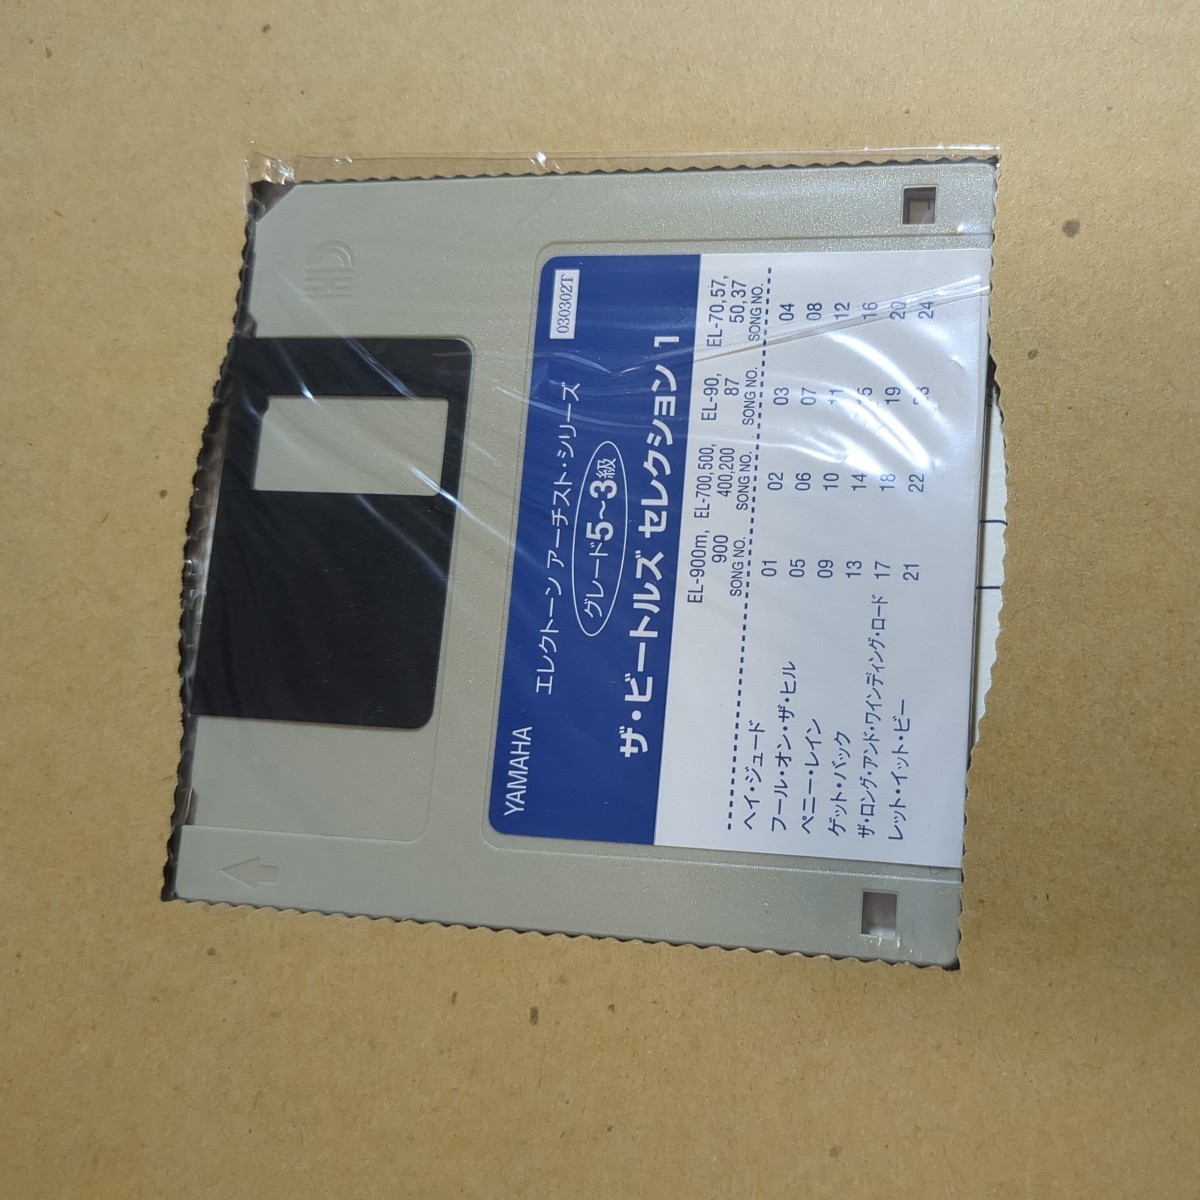 YAMAHA
エレクトーン アーチスト・シリーズ
030302T
グレード5〜3級
ザ・ビートルズ セレクション 1
EL-900m, EL-700,500, EL-90, EL-70,57,
900 400,200 87 50,37
SONG NO. SONG NO. SONG NO. SONG NO.
ヘイ・ジュード 01 02 03 04
フール・オン・ザ・ヒル 05 06 07 08
ペニー・レイン 09 10 11 12
ゲット・バック 13 14 15 16
ザ・ロング・アンド・ワインディング・ロード 17 18 19 20
レット・イット・ビー 21 22 23 24
HD